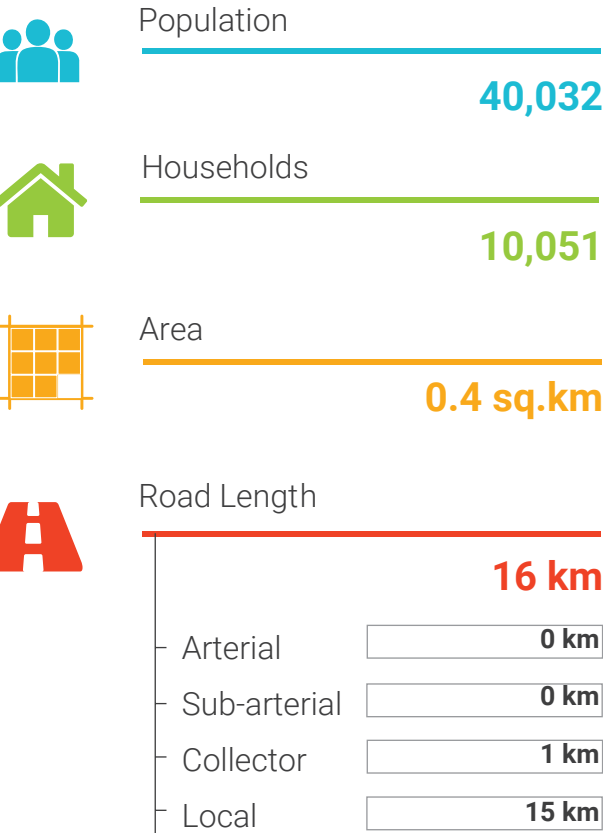 Population
40,032
Households
10,051
Area
0.4 sq.km
Road Length
16 km
Arterial 0 km
Sub-arterial 0 km
Collector 1 km
Local 15 km